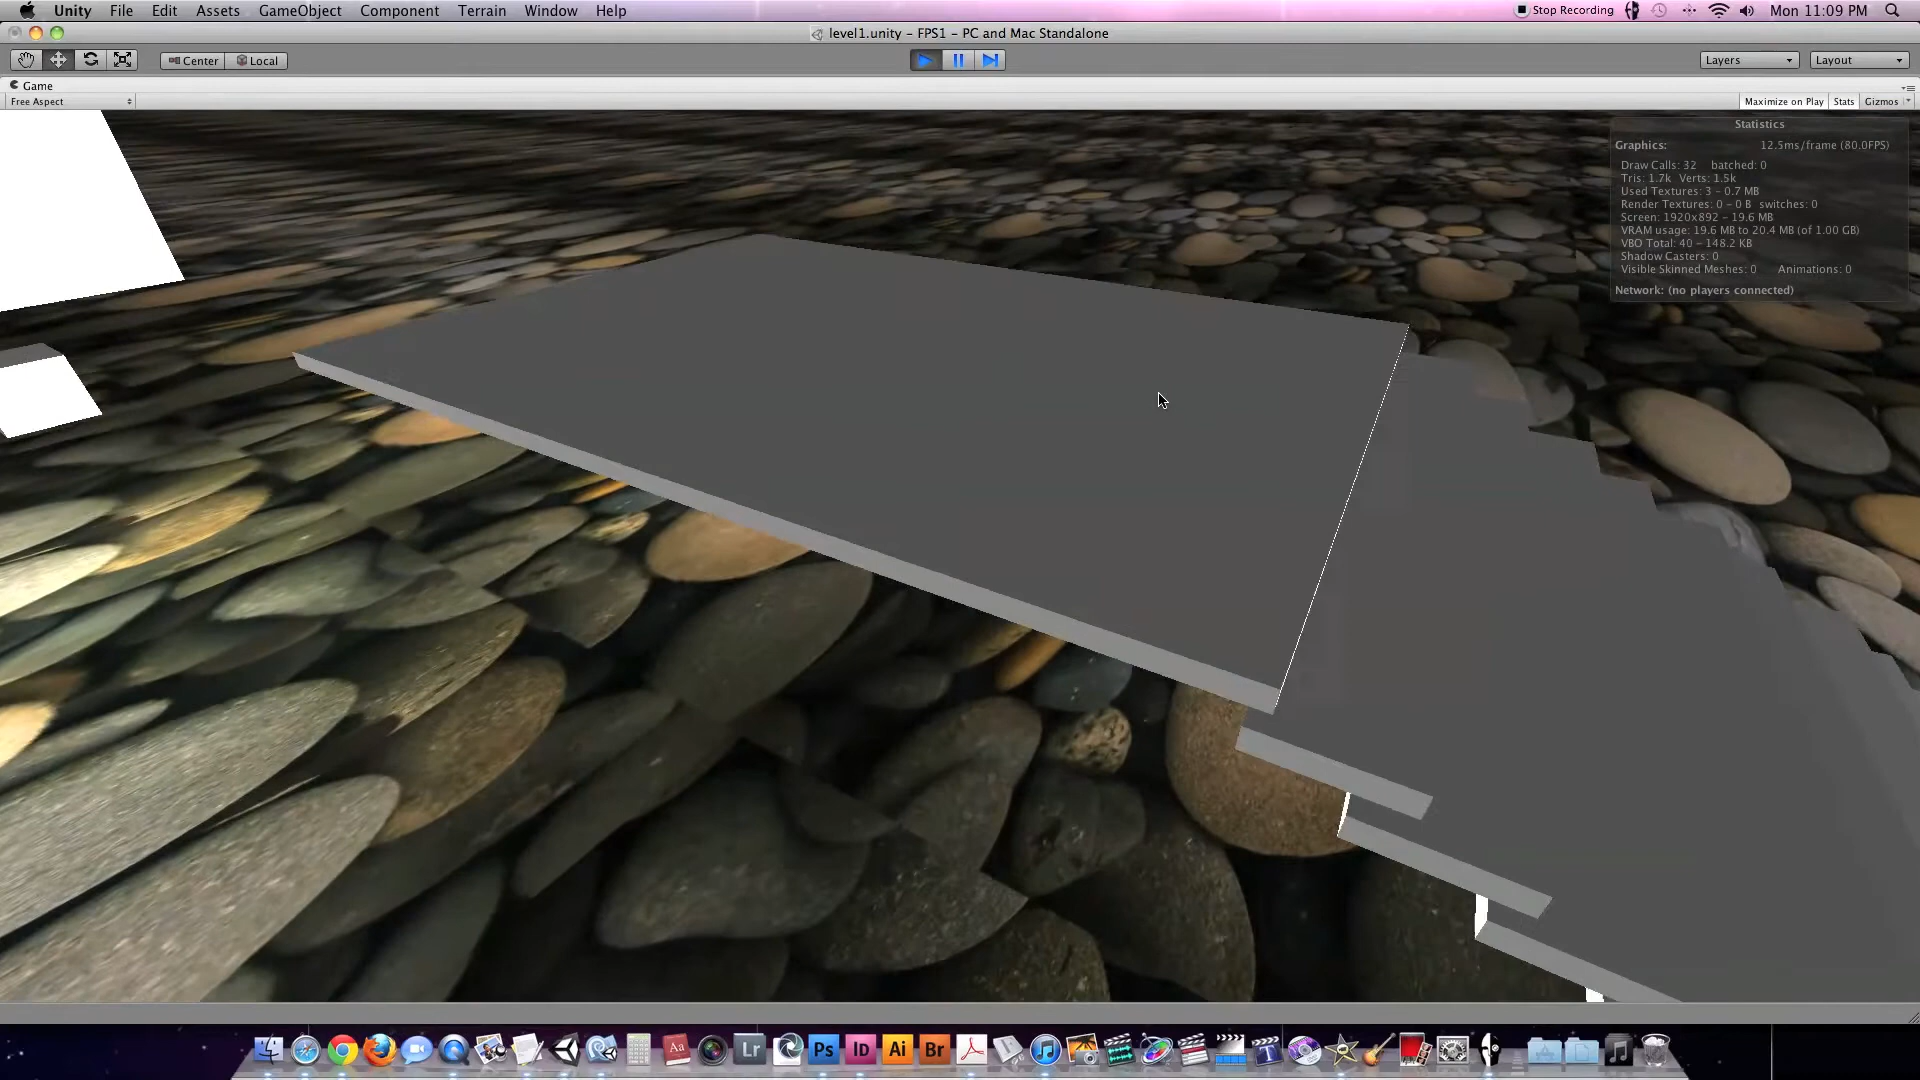 Unity File Edit Assets GameObject Component Terrain Window Help
Stop Recording Mon 11:09 PM
level1.unity - FPS1 - PC and Mac Standalone
Center Local
Layers Layout
Game
Free Aspect
Maximize on Play Stats Gizmos
Statistics
Graphics: 12.5ms/frame (80.0FPS)
Draw Calls: 32 batched: 0
Tris: 1.7k Verts: 1.5k
Used Textures: 3 - 0.7 MB
Render Textures: 0 - 0 B switches: 0
Screen: 1920x892 - 19.6 MB
VRAM usage: 19.6 MB to 20.4 MB (of 1.00 GB)
VBO Total: 40 - 148.2 KB
Shadow Casters: 0
Visible Skinned Meshes: 0 Animations: 0
Network: (no players connected)
Aa Lr Ps ID Ai Br T